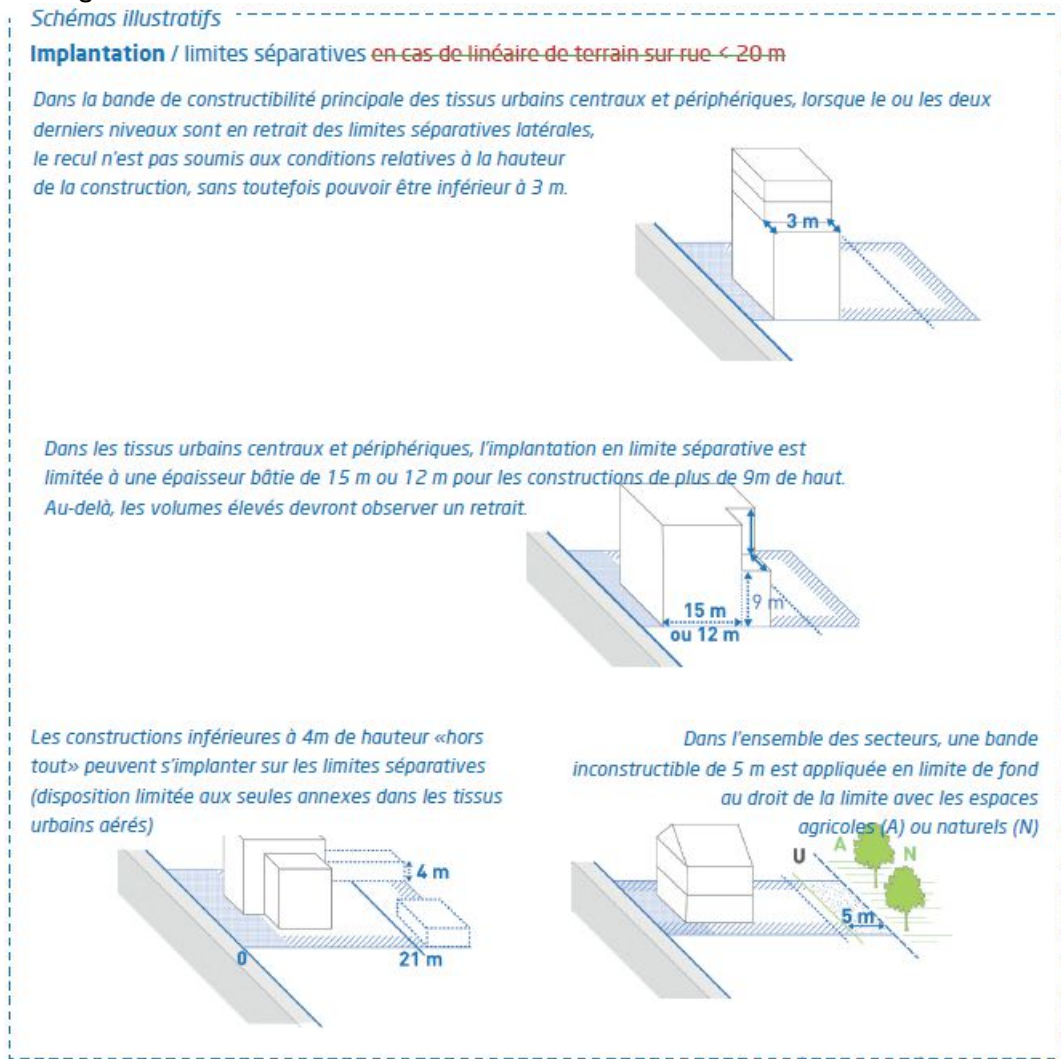 Schémas illustratifs
Implantation / limites séparatives en cas de linéaire de terrain sur rue < 20 m
Dans la bande de constructibilité principale des tissus urbains centraux et périphériques, lorsque le ou les deux
derniers niveaux sont en retrait des limites séparatives latérales,
le recul n'est pas soumis aux conditions relatives à la hauteur
de la construction, sans toutefois pouvoir être inférieur à 3 m.
3 m
Dans les tissus urbains centraux et périphériques, l'implantation en limite séparative est
limitée à une épaisseur bâtie de 15 m ou 12 m pour les constructions de plus de 9m de haut.
Au-delà, les volumes élevés devront observer un retrait.
9 m
15 m
ou 12 m
Les constructions inférieures à 4m de hauteur «hors
tout» peuvent s'implanter sur les limites séparatives
(disposition limitée aux seules annexes dans les tissus
urbains aérés)
4 m
0
21 m
Dans l'ensemble des secteurs, une bande
inconstructible de 5 m est appliquée en limite de fond
au droit de la limite avec les espaces
agricoles (A) ou naturels (N)
U
A
N
5 m